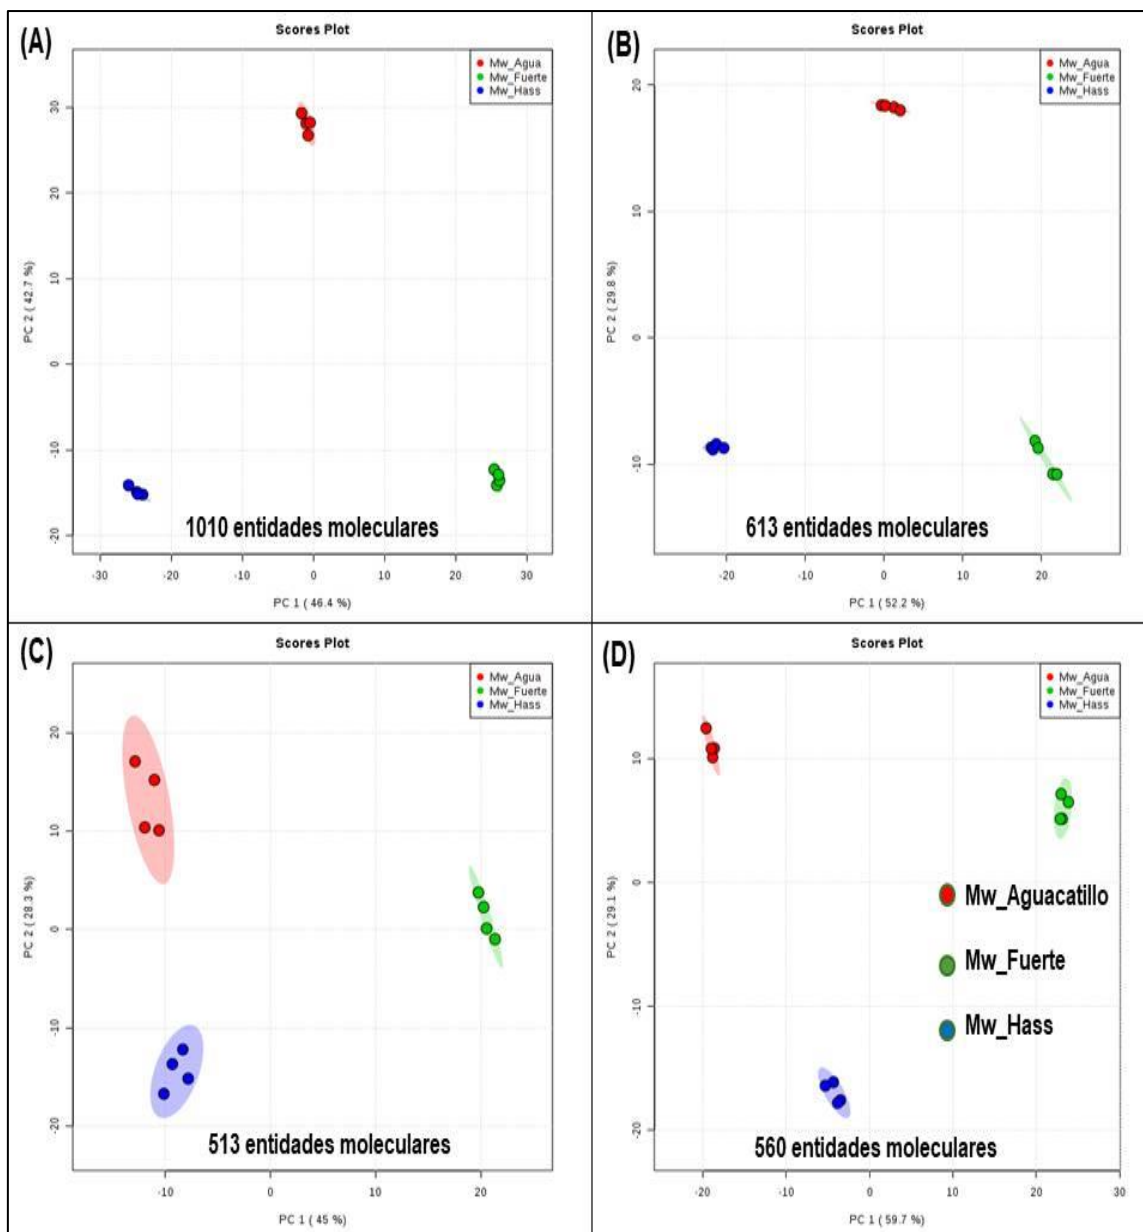 (A)
Scores Plot
Mw_Agua
Mw_Fuerte
Mw_Hass
30
20
10
0
-10
-20
PC 2 ( 42.7 %)
1010 entidades moleculares
-30 -20 -10 0 10 20 30
PC 1 ( 46.4 %)
(B)
Scores Plot
Mw_Agua
Mw_Fuerte
Mw_Hass
20
10
0
-10
PC 2 ( 29.8 %)
613 entidades moleculares
-20 -10 0 10 20
PC 1 ( 52.2 %)
(C)
Scores Plot
Mw_Agua
Mw_Fuerte
Mw_Hass
20
10
0
-10
-20
PC 2 ( 28.3 %)
513 entidades moleculares
-10 0 10 20
PC 1 ( 45 %)
(D)
Scores Plot
Mw_Agua
Mw_Fuerte
Mw_Hass
10
0
-10
-20
PC 2 ( 29.1 %)
Mw_Aguacatillo
Mw_Fuerte
Mw_Hass
560 entidades moleculares
-20 -10 0 10 20 30
PC 1 ( 59.7 %)